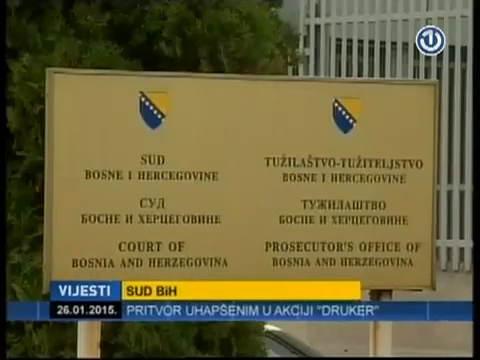 SUD
BOSNE I HERCEGOVINE
СУД
БОСНЕ И ХЕРЦЕГОВИНЕ
COURT OF
BOSNIA AND HERZEGOVINA
TUŽILAŠTVO-TUŽITELJSTVO
BOSNE I HERCEGOVINE
ТУЖИЛАШТВО
БОСНЕ И ХЕРЦЕГОВИНЕ
PROSECUTOR'S OFFICE OF
BOSNIA AND HERZEGOVINA
VIJESTI
SUD BiH
26.01.2015.
PRITVOR UHAPŠENIM U AKCIJI "DRUKER"
1